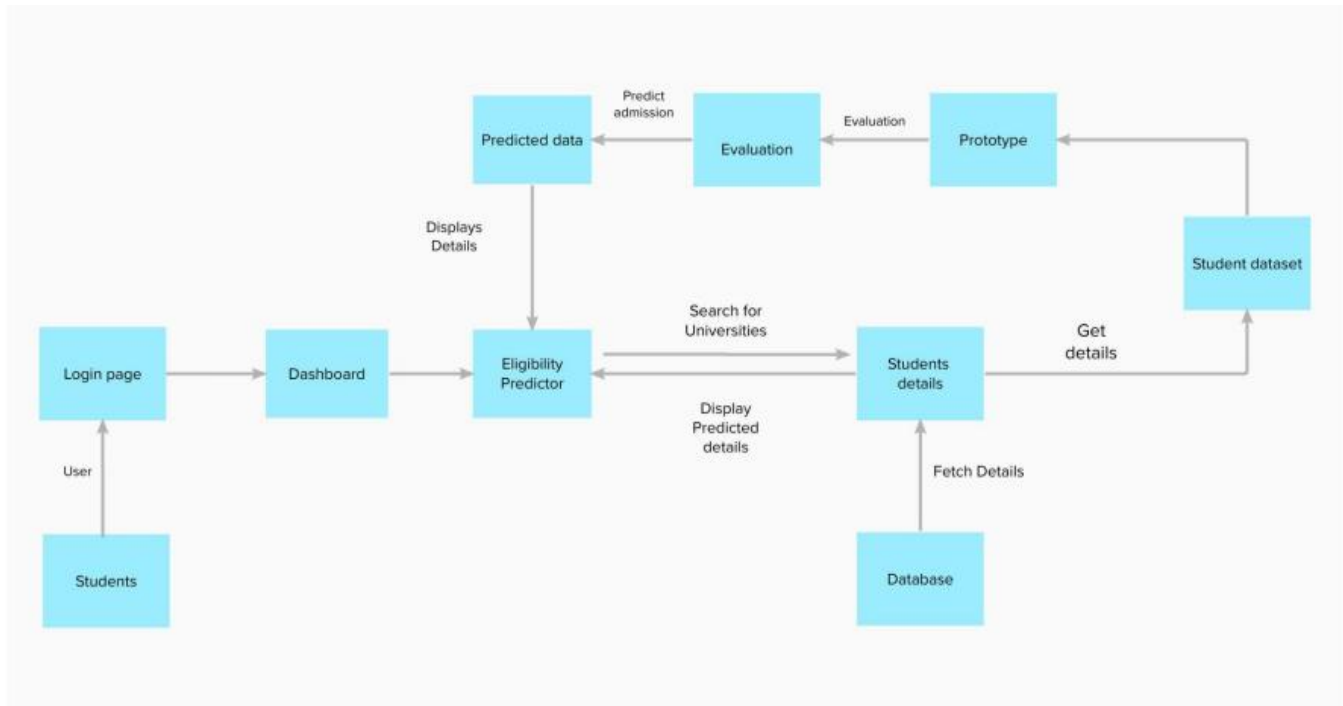 Predict
admission
Evaluation
Predicted data
Evaluation
Prototype
Displays
Details
Student dataset
Search for
Universities
Get
details
Login page
Dashboard
Eligibility
Predictor
Students
details
Display
Predicted
details
User
Fetch Details
Students
Database